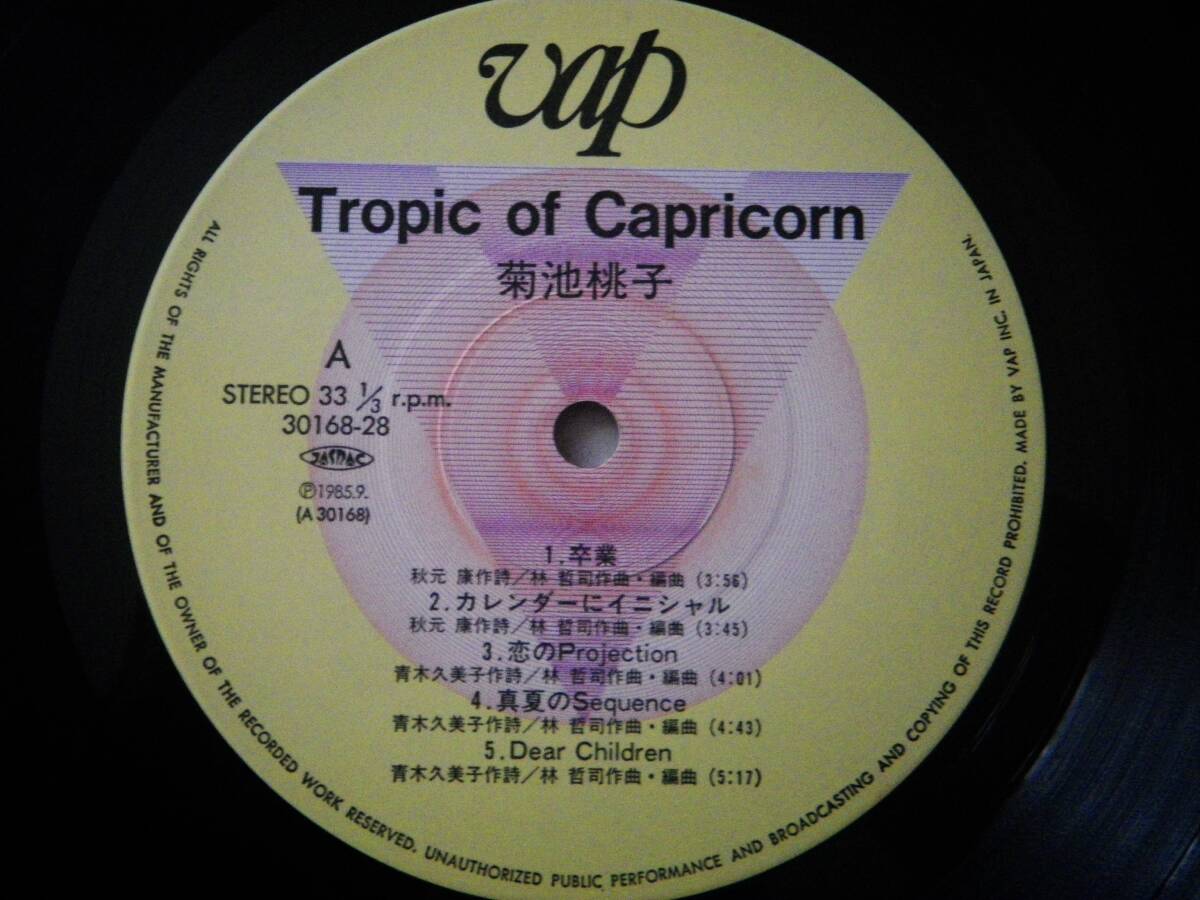 vap
Tropic of Capricorn
菊池桃子
A
STEREO 33 1/3 r.p.m.
30168-28
JASRAC
Ⓟ1985.9.
(A 30168)
1.卒業
秋元 康作詩／林 哲司作曲・編曲 (3:56)
2.カレンダーにイニシャル
秋元 康作詩／林 哲司作曲・編曲 (3:45)
3.恋のProjection
青木久美子作詩／林 哲司作曲・編曲 (4:01)
4.真夏のSequence
青木久美子作詩／林 哲司作曲・編曲 (4:43)
5.Dear Children
青木久美子作詩／林 哲司作曲・編曲 (5:17)
ALL RIGHTS OF THE MANUFACTURER AND OF THE OWNER OF THE RECORDED WORK RESERVED. UNAUTHORIZED PUBLIC PERFORMANCE AND BROADCASTING AND COPYING OF THIS RECORD PROHIBITED. MADE BY VAP INC. IN JAPAN.